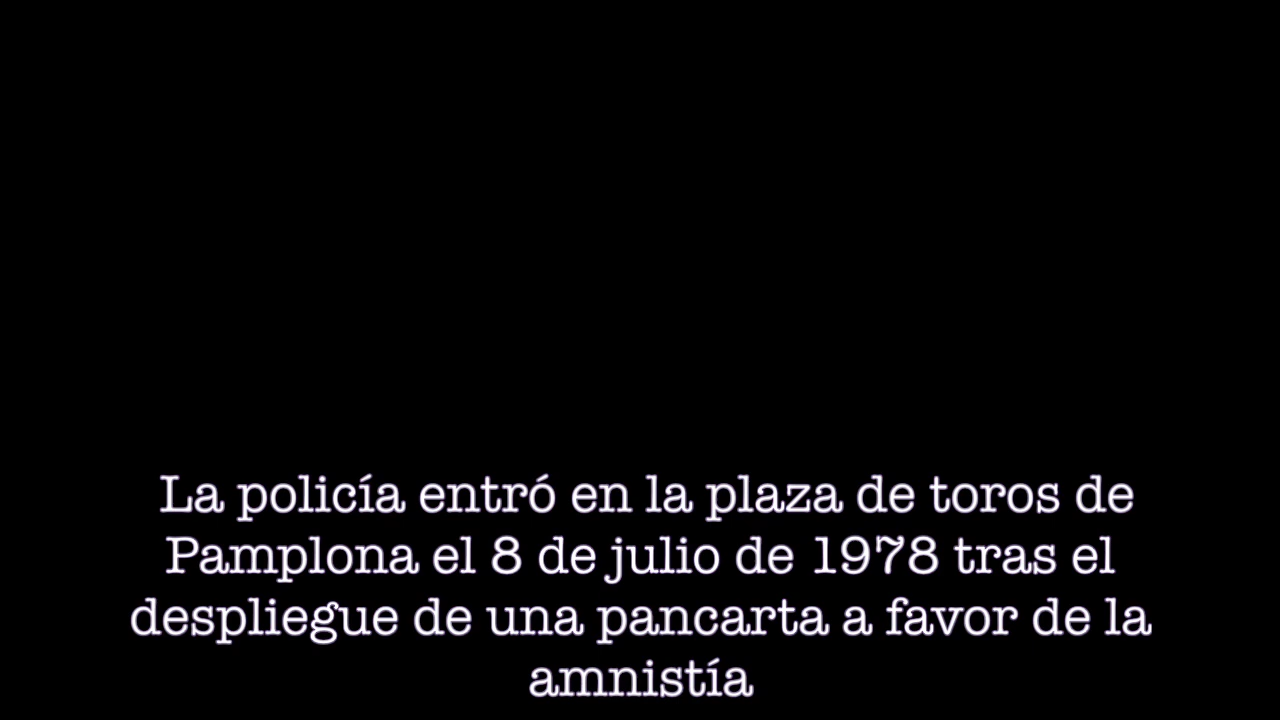 La policía entró en la plaza de toros de
Pamplona el 8 de julio de 1978 tras el
despliegue de una pancarta a favor de la
amnistía